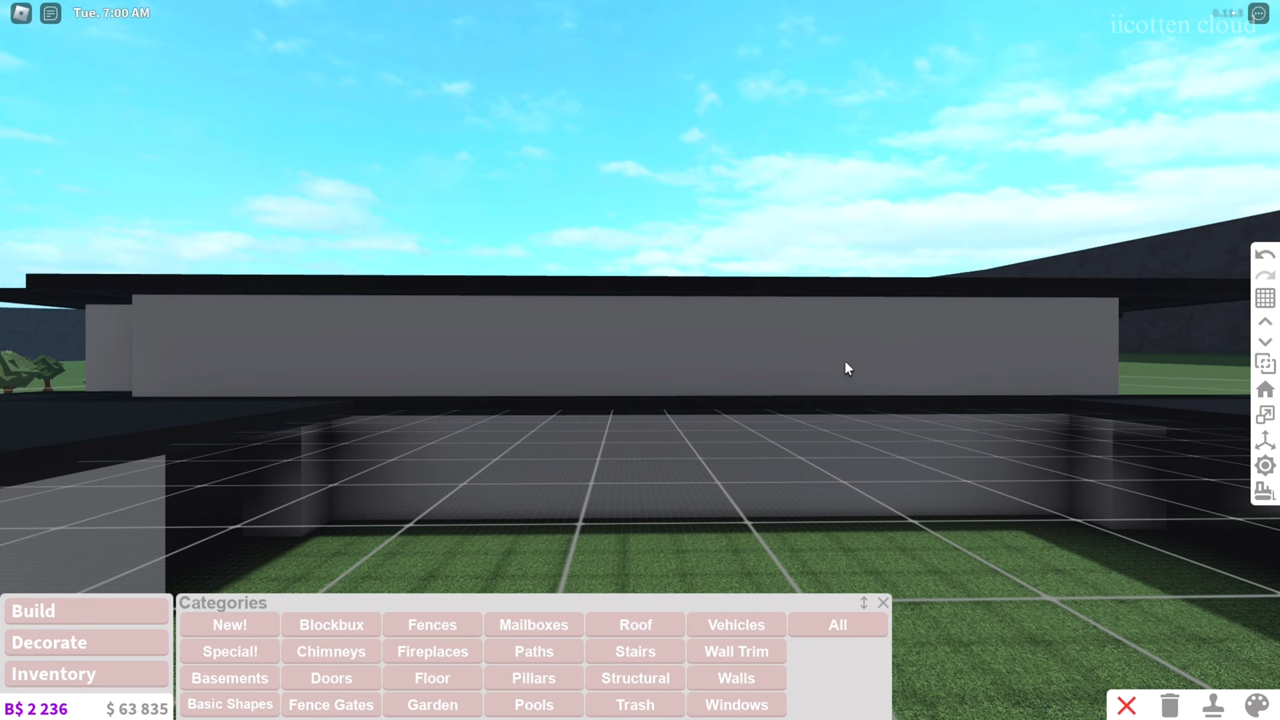 Tue. 7:00 AM
iicotten cloud
Build
Decorate
Inventory
B$ 2 236
$ 63 835
Categories
New! Blockbux Fences Mailboxes Roof Vehicles All
Special! Chimneys Fireplaces Paths Stairs Wall Trim
Basements Doors Floor Pillars Structural Walls
Basic Shapes Fence Gates Garden Pools Trash Windows